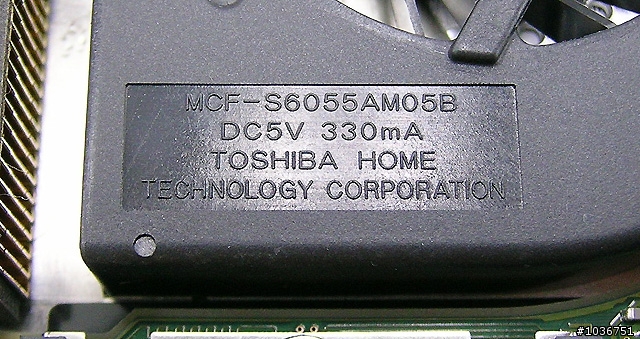 MCF-S6055AM05B
DC5V 330mA
TOSHIBA HOME
TECHNOLOGY CORPORATION
#1036751